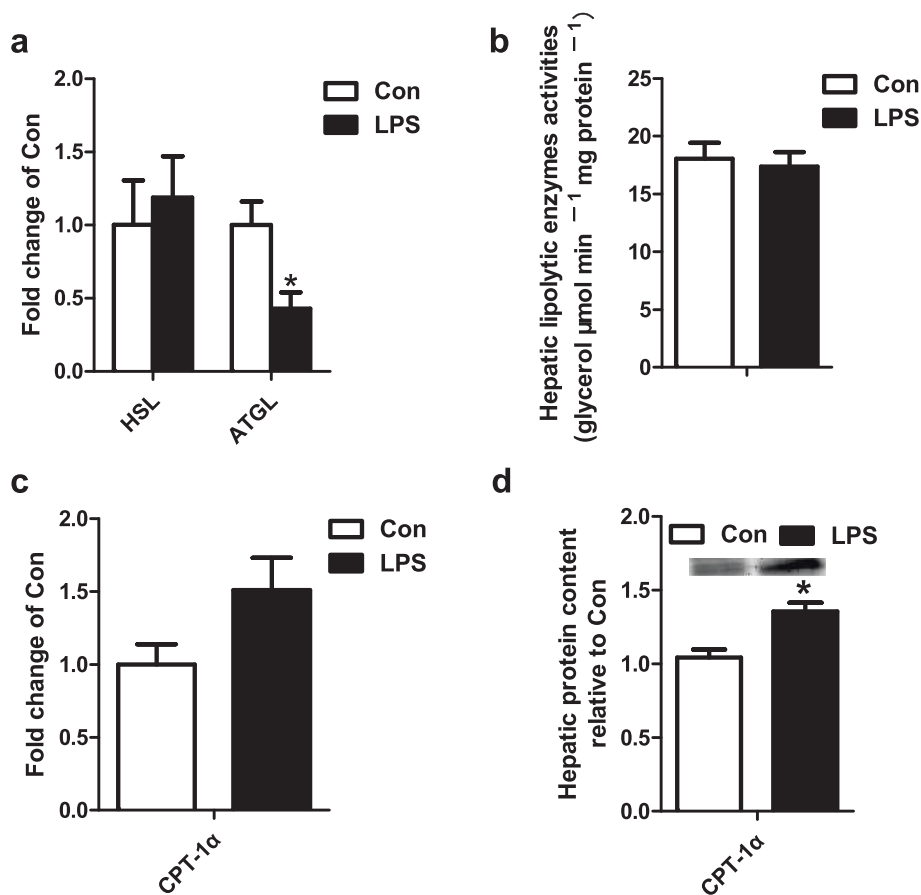 a
Fold change of Con
2.0
1.5
1.0
0.5
0.0
Con
LPS
HSL
ATGL
b
Hepatic lipolytic enzymes activities
(glycerol μmol min −1 mg protein −1)
25
20
15
10
5
0
Con
LPS
c
Fold change of Con
2.0
1.5
1.0
0.5
0.0
Con
LPS
CPT-1α
d
Hepatic protein content
relative to Con
2.0
1.5
1.0
0.5
0.0
Con
LPS
*
CPT-1α
*